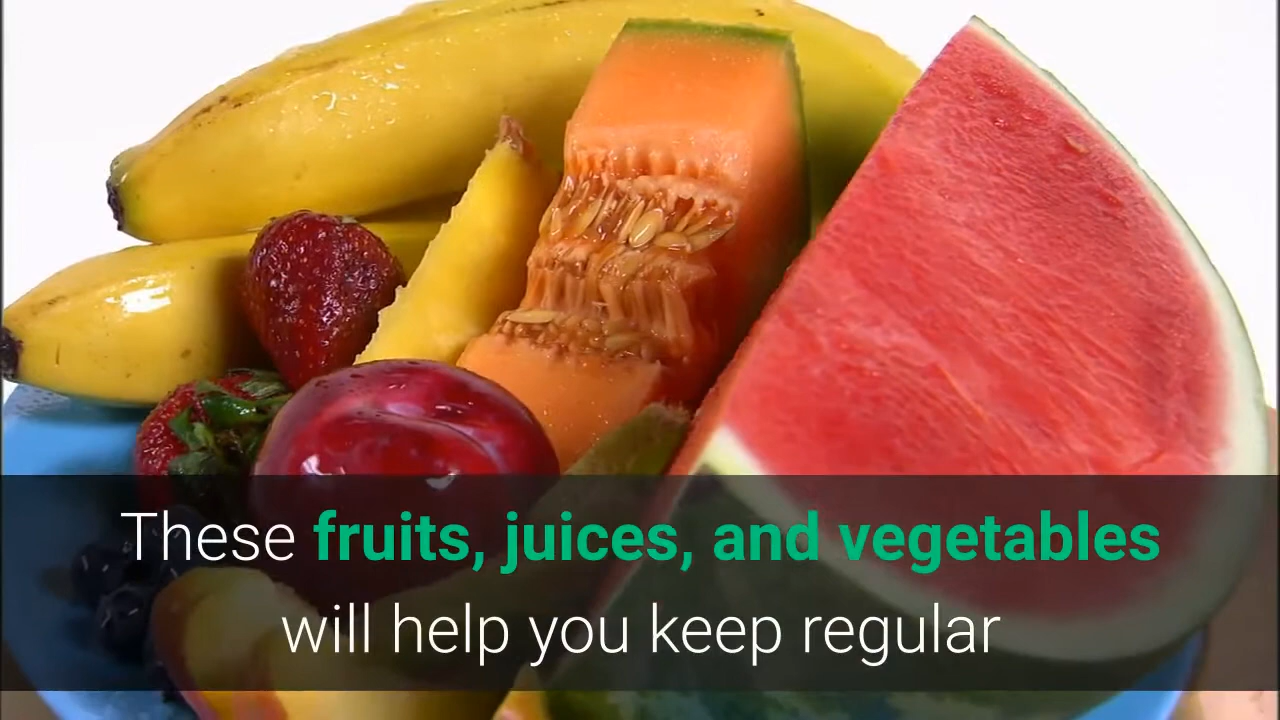 These fruits, juices, and vegetables
will help you keep regular